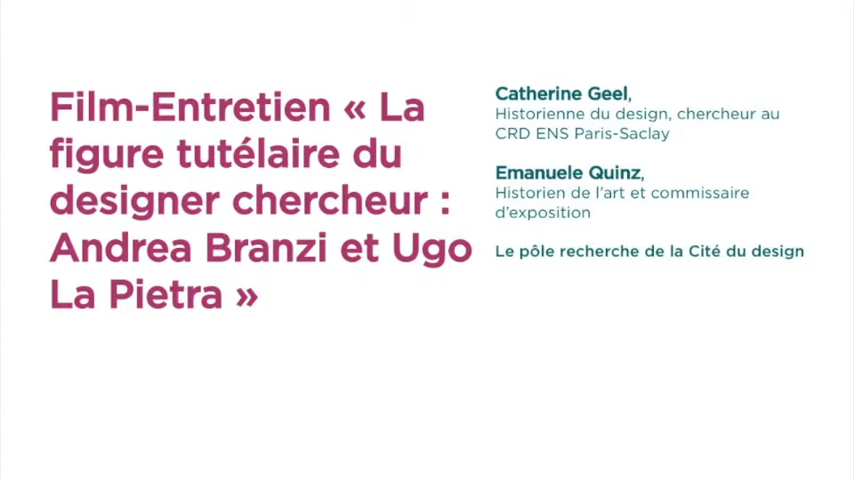 Film-Entretien « La
figure tutélaire du
designer chercheur :
Andrea Branzi et Ugo
La Pietra »
Catherine Geel,
Historienne du design, chercheur au
CRD ENS Paris-Saclay
Emanuele Quinz,
Historien de l'art et commissaire
d'exposition
Le pôle recherche de la Cité du design